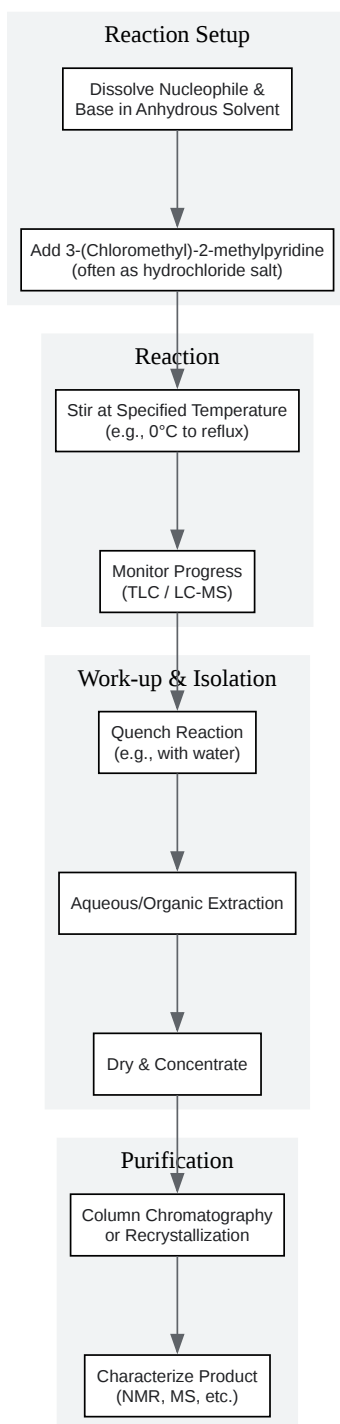 Reaction Setup
Dissolve Nucleophile &
Base in Anhydrous Solvent
Add 3-(Chloromethyl)-2-methylpyridine
(often as hydrochloride salt)
Reaction
Stir at Specified Temperature
(e.g., 0°C to reflux)
Monitor Progress
(TLC / LC-MS)
Work-up & Isolation
Quench Reaction
(e.g., with water)
Aqueous/Organic Extraction
Dry & Concentrate
Purification
Column Chromatography
or Recrystallization
Characterize Product
(NMR, MS, etc.)